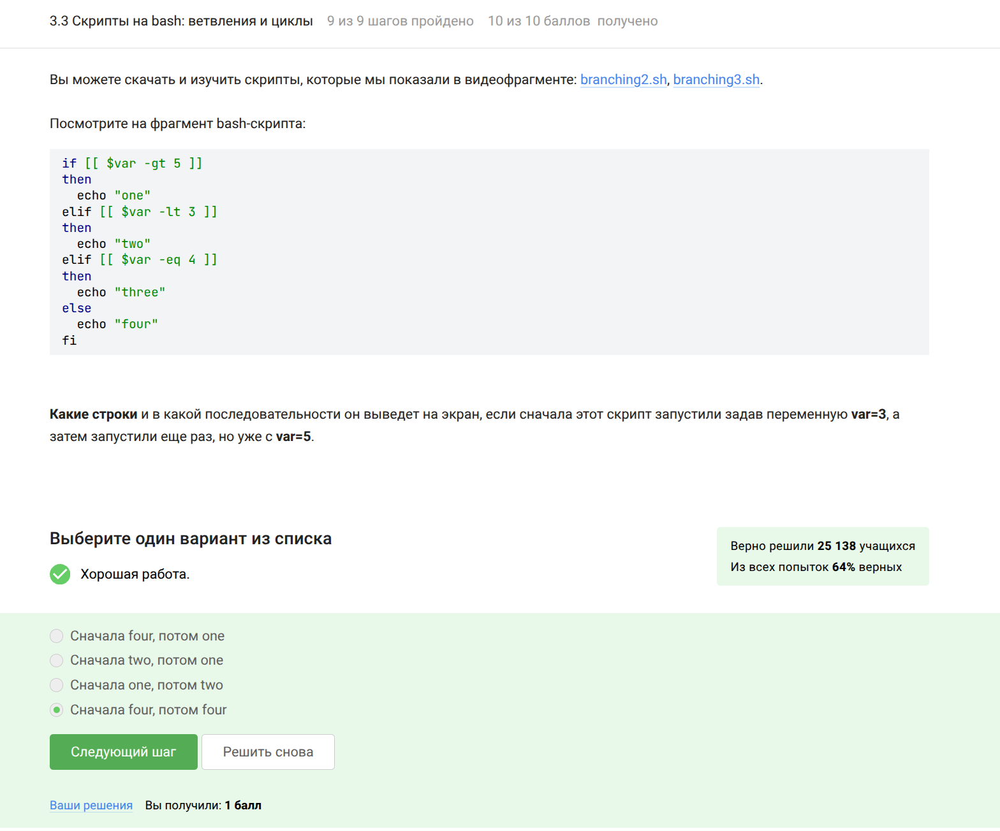 3.3 Скрипты на bash: ветвления и циклы 9 из 9 шагов пройдено 10 из 10 баллов получено
Вы можете скачать и изучить скрипты, которые мы показали в видеофрагменте: branching2.sh, branching3.sh.
Посмотрите на фрагмент bash-скрипта:
if [[ $var -gt 5 ]]
then
  echo "one"
elif [[ $var -lt 3 ]]
then
  echo "two"
elif [[ $var -eq 4 ]]
then
  echo "three"
else
  echo "four"
fi
Какие строки и в какой последовательности он выведет на экран, если сначала этот скрипт запустили задав переменную var=3, а
затем запустили еще раз, но уже с var=5.
Выберите один вариант из списка
Хорошая работа.
Верно решили 25 138 учащихся
Из всех попыток 64% верных
Сначала four, потом one
Сначала two, потом one
Сначала one, потом two
Сначала four, потом four
Следующий шаг Решить снова
Ваши решения Вы получили: 1 балл